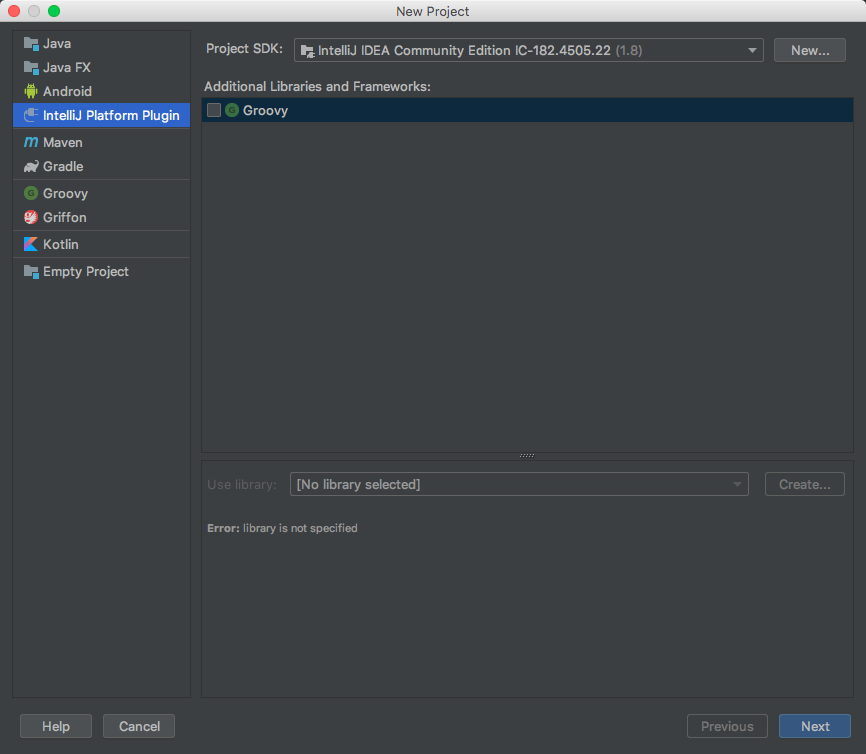 New Project
Java
Java FX
Android
IntelliJ Platform Plugin
Maven
Gradle
Groovy
Griffon
Kotlin
Empty Project
Project SDK: IntelliJ IDEA Community Edition IC-182.4505.22 (1.8) New...
Additional Libraries and Frameworks:
G Groovy
Use library: [No library selected] Create...
Error: library is not specified
Help Cancel Previous Next